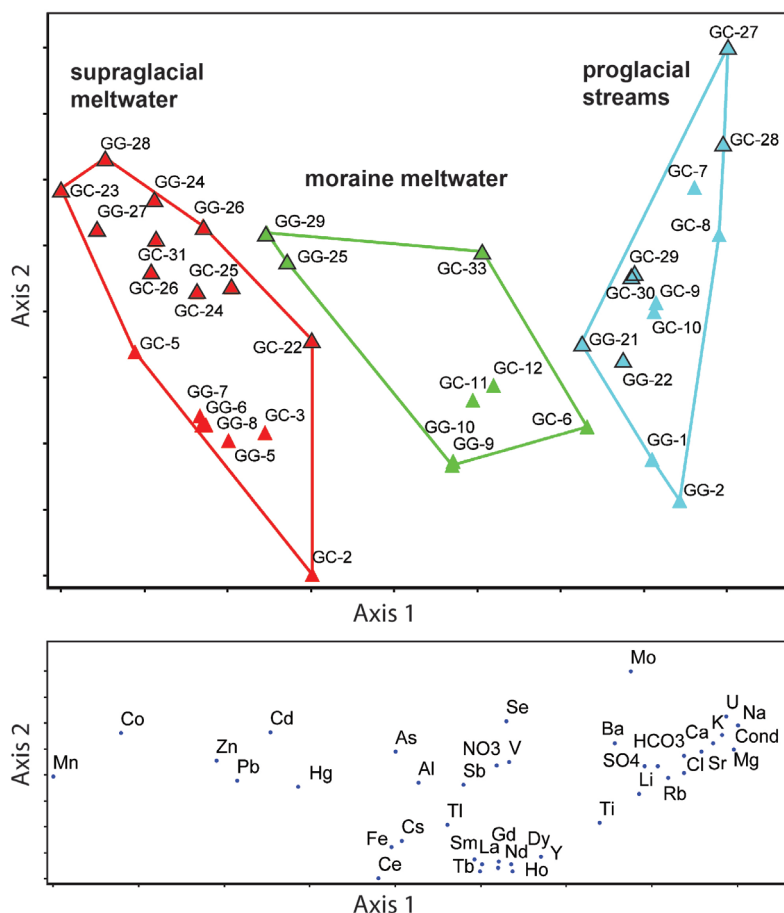 GC-27
supraglacial
meltwater
proglacial
streams
GG-28
GC-28
GC-23
GG-24
moraine meltwater
GC-7
GG-27
GG-26
GG-29
GC-8
GC-31
GG-25
GC-33
GC-29
GC-26
GC-25
GC-30
GC-9
GC-24
GC-10
GC-5
GC-22
GG-21
GG-22
GC-12
GC-11
GG-7
GG-6
GC-3
GG-8
GG-10
GC-6
GG-5
GG-9
GG-1
GG-2
GC-2
Axis 2
Axis 1
Mo
Co
Cd
Se
U
Na
K
Ba
HCO3
Ca
Cond
As
NO3
V
Zn
SO4
Mn
Pb
Hg
Al
Sb
Li
Cl
Sr
Mg
Rb
Tl
Ti
Fe
Cs
Sm
La
Gd
Nd
Dy
Y
Ce
Tb
Ho
Axis 2
Axis 1